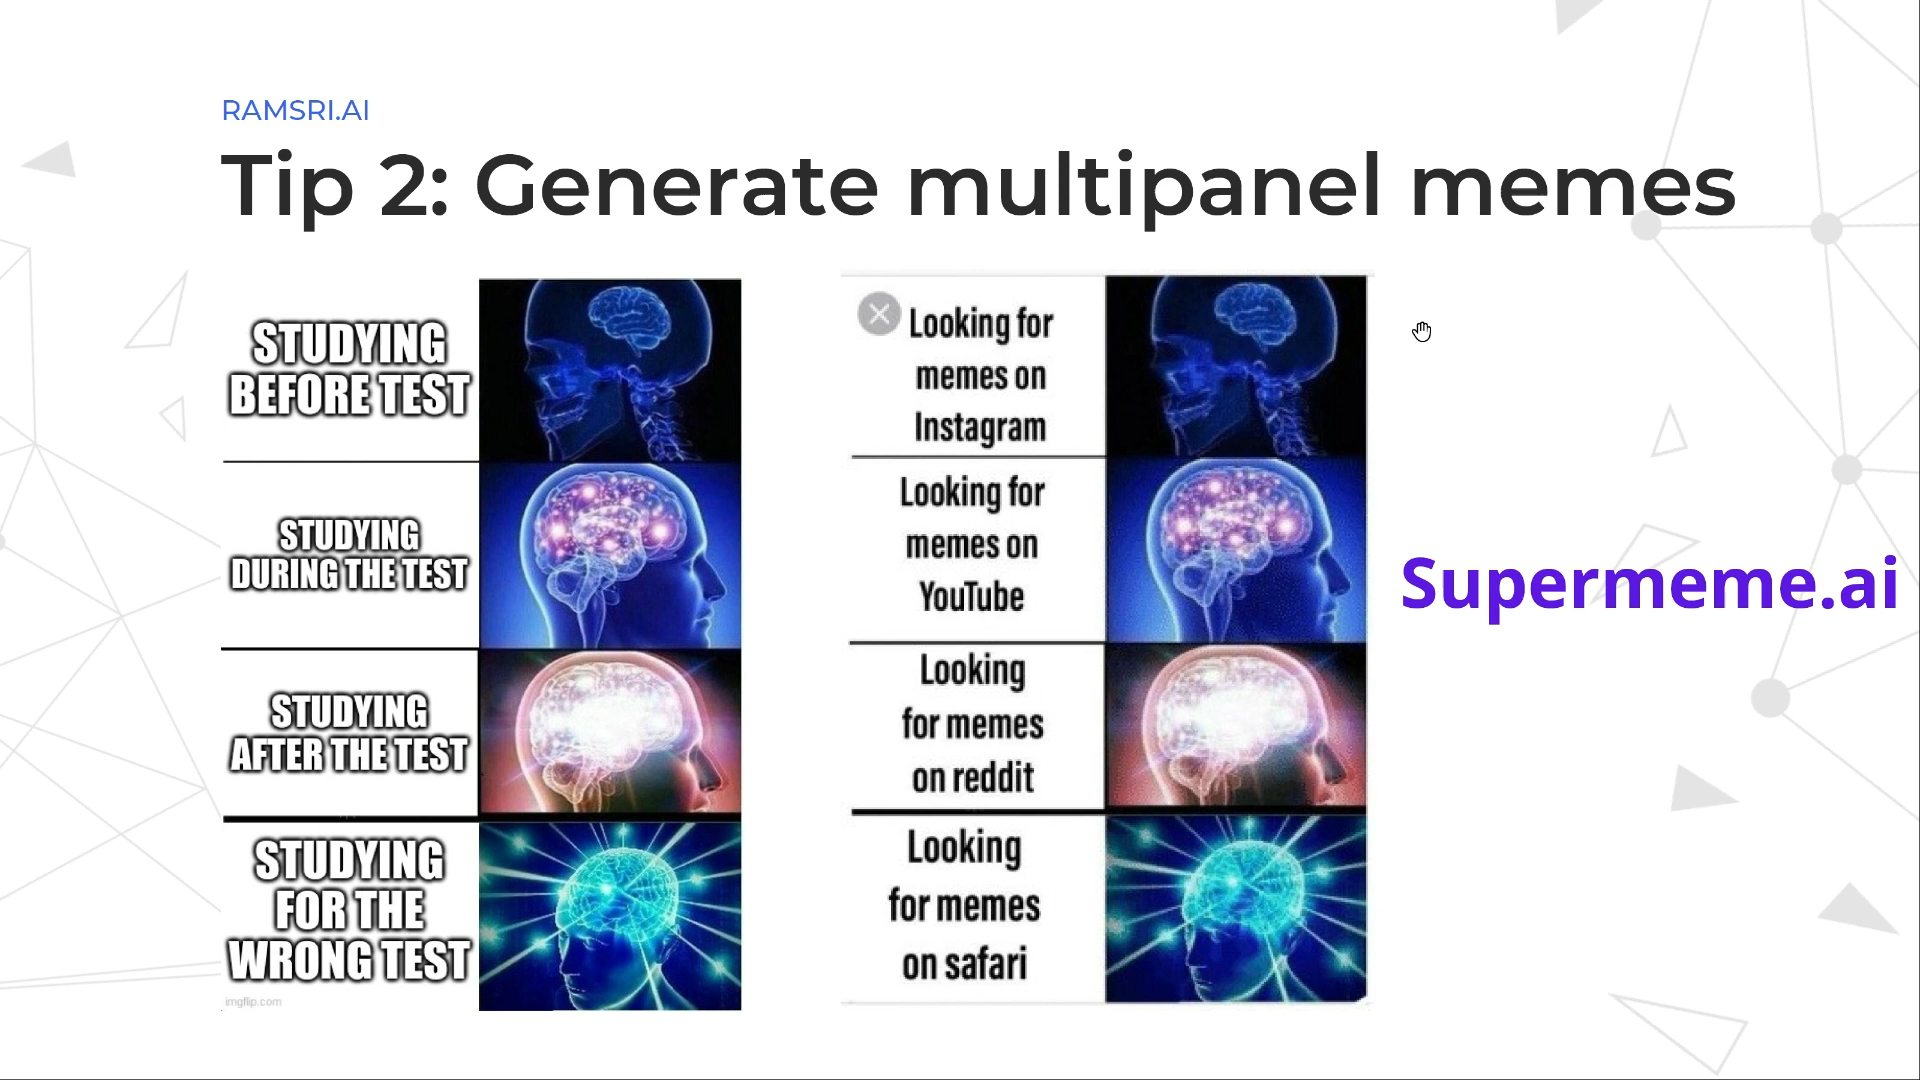 RAMSRI.AI
Tip 2: Generate multipanel memes
STUDYING
BEFORE TEST
STUDYING
DURING THE TEST
STUDYING
AFTER THE TEST
STUDYING
FOR THE
WRONG TEST
imgflip.com
Looking for
memes on
Instagram
Looking for
memes on
YouTube
Looking
for memes
on reddit
Looking
for memes
on safari
Supermeme.ai